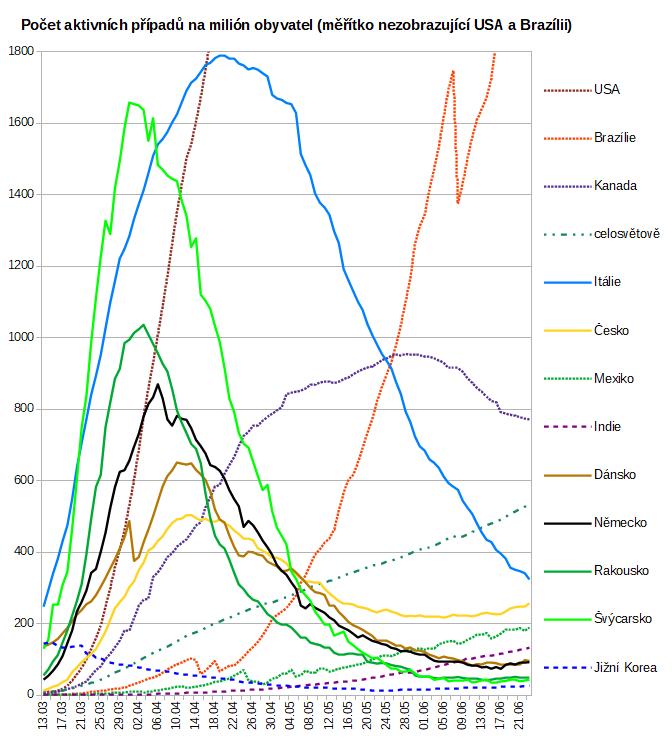 Počet aktivních případů na milión obyvatel (měřítko nezobrazující USA a Brazílii)
1800
1600
1400
1200
1000
800
600
400
200
0
USA
Brazílie
Kanada
celosvětově
Itálie
Česko
Mexiko
Indie
Dánsko
Německo
Rakousko
Švýcarsko
Jižní Korea
13.03
17.03
21.03
25.03
29.03
02.04
06.04
10.04
14.04
18.04
22.04
26.04
30.04
04.05
08.05
12.05
16.05
20.05
24.05
28.05
01.06
05.06
09.06
13.06
17.06
21.06